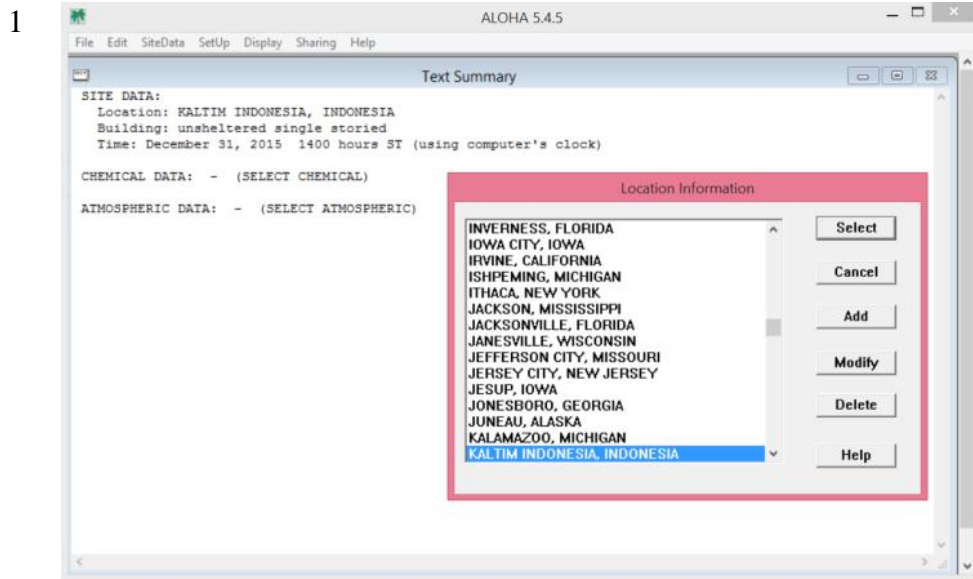 1
ALOHA 5.4.5
File Edit SiteData SetUp Display Sharing Help
Text Summary
SITE DATA:
Location: KALTIM INDONESIA, INDONESIA
Building: unsheltered single storied
Time: December 31, 2015 1400 hours ST (using computer's clock)
CHEMICAL DATA: - (SELECT CHEMICAL)
ATMOSPHERIC DATA: - (SELECT ATMOSPHERIC)
Location Information
INVERNESS, FLORIDA
IOWA CITY, IOWA
IRVINE, CALIFORNIA
ISHPEMING, MICHIGAN
ITHACA, NEW YORK
JACKSON, MISSISSIPPI
JACKSONVILLE, FLORIDA
JANESVILLE, WISCONSIN
JEFFERSON CITY, MISSOURI
JERSEY CITY, NEW JERSEY
JESUP, IOWA
JONESBORO, GEORGIA
JUNEAU, ALASKA
KALAMAZOO, MICHIGAN
KALTIM INDONESIA, INDONESIA
Select
Cancel
Add
Modify
Delete
Help